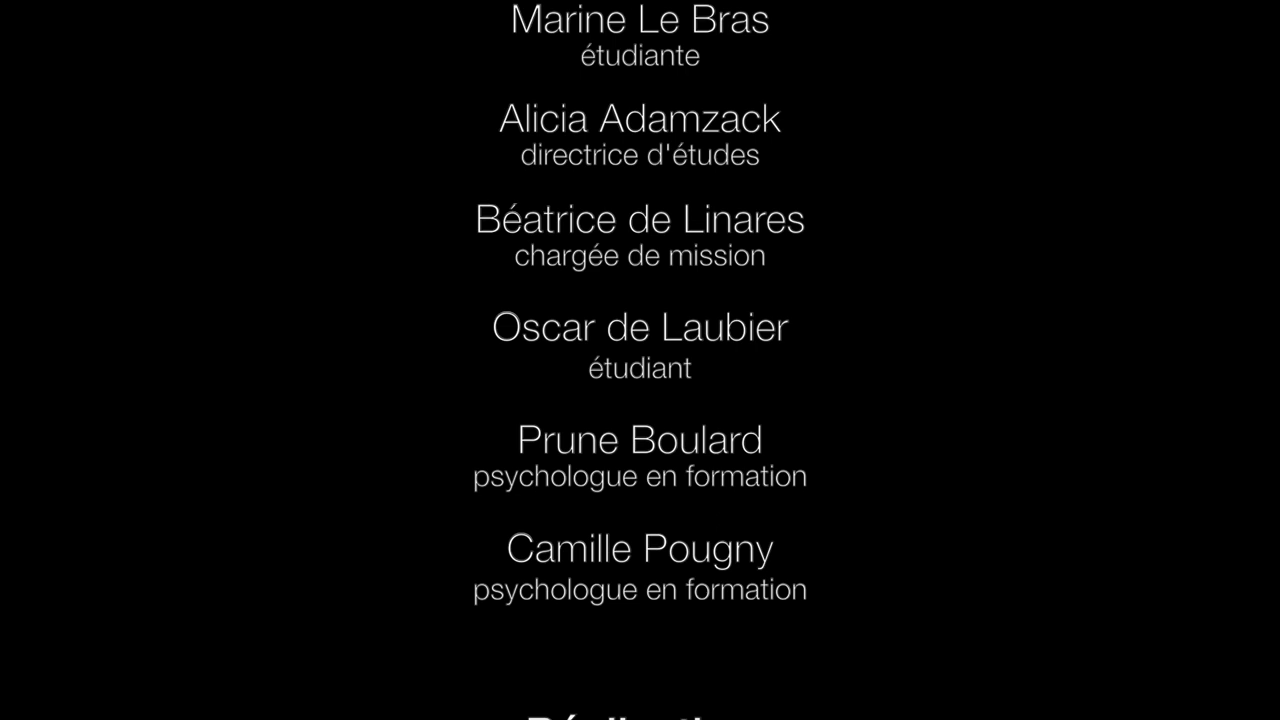 Marine Le Bras
étudiante
Alicia Adamzack
directrice d'études
Béatrice de Linares
chargée de mission
Oscar de Laubier
étudiant
Prune Boulard
psychologue en formation
Camille Pougny
psychologue en formation